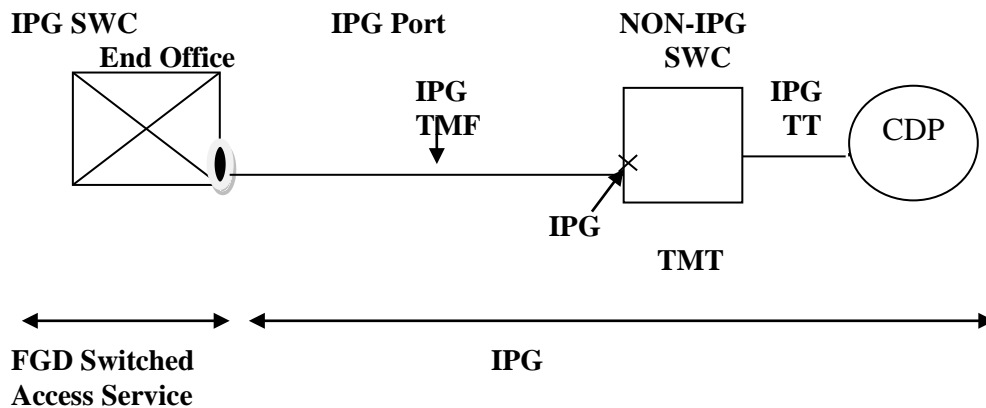 IPG SWC IPG Port NON-IPG
End Office SWC
IPG IPG
TMF TT
CDP
IPG
TMT
FGD Switched IPG
Access Service